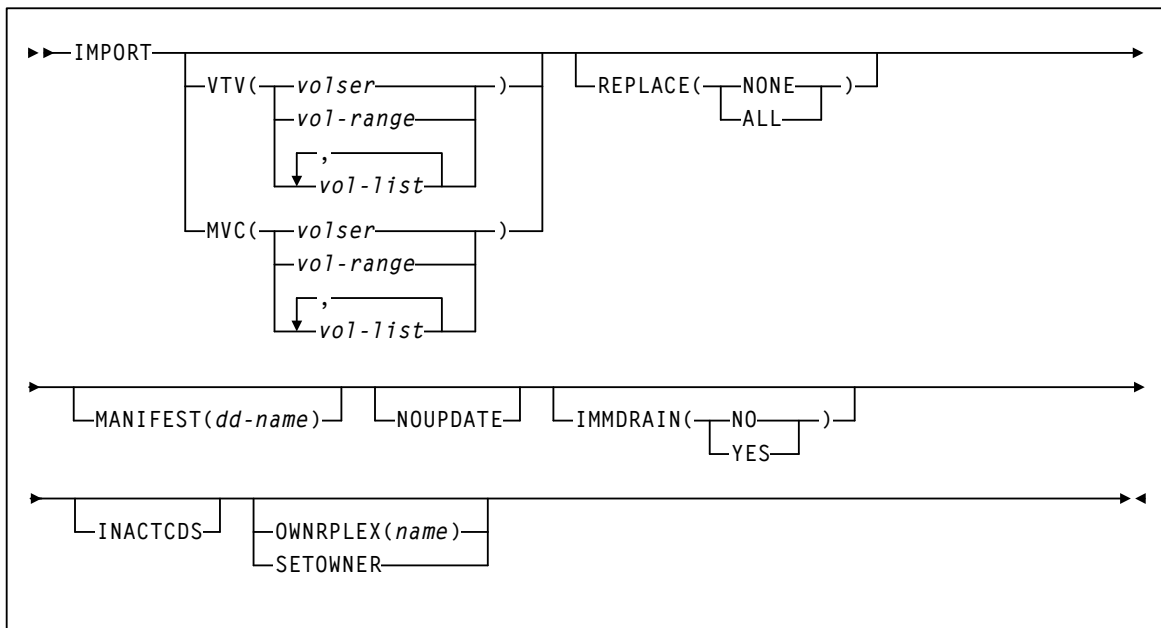 IMPORT
VTV( volser )
vol-range
,
vol-list
MVC( volser )
vol-range
,
vol-list
REPLACE( NONE )
ALL
MANIFEST(dd-name)
NOUPDATE
IMMDRAIN( NO )
YES
INACTCDS
OWNRPLEX(name)
SETOWNER